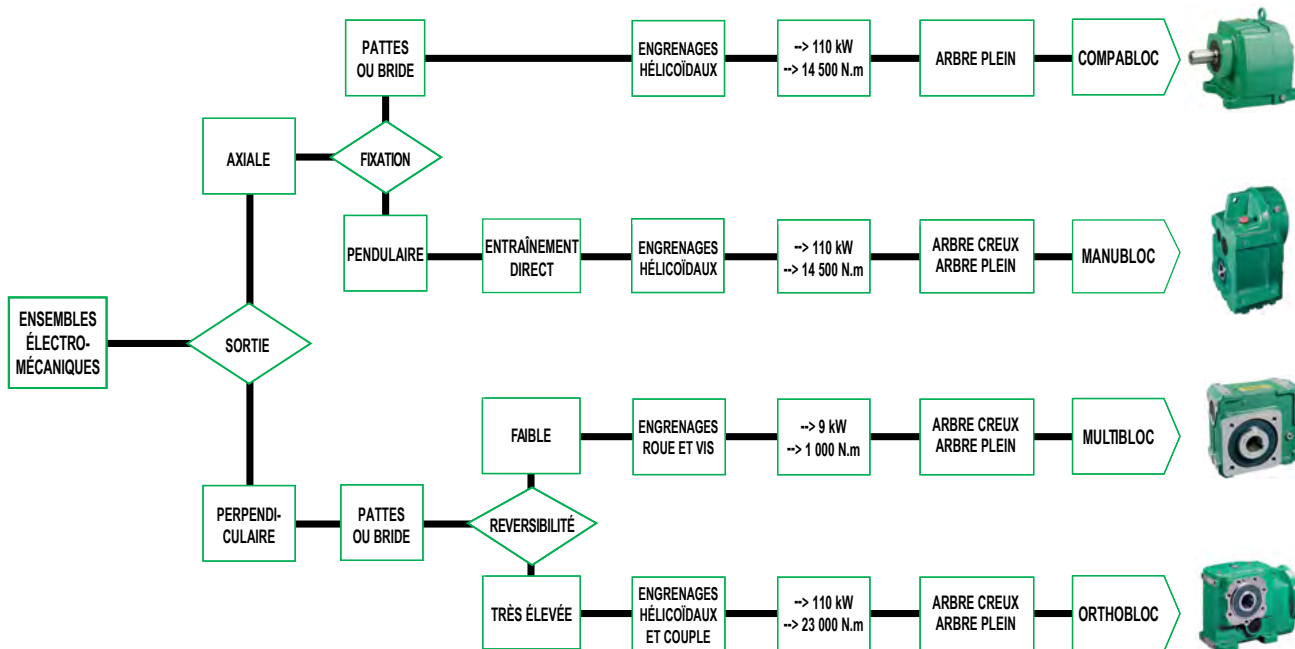 PATTES
OU BRIDE
ENGRENAGES
HÉLICOÏDAUX
--> 110 kW
--> 14 500 N.m
ARBRE PLEIN
COMPABLOC
AXIALE
FIXATION
PENDULAIRE
ENTRAÎNEMENT
DIRECT
ENGRENAGES
HÉLICOÏDAUX
--> 110 kW
--> 14 500 N.m
ARBRE CREUX
ARBRE PLEIN
MANUBLOC
ENSEMBLES
ÉLECTRO-
MÉCANIQUES
SORTIE
FAIBLE
ENGRENAGES
ROUE ET VIS
--> 9 kW
--> 1 000 N.m
ARBRE CREUX
ARBRE PLEIN
MULTIBLOC
PERPENDI-
CULAIRE
PATTES
OU BRIDE
REVERSIBILITÉ
TRÈS ÉLEVÉE
ENGRENAGES
HÉLICOÏDAUX
ET COUPLE
--> 110 kW
--> 23 000 N.m
ARBRE CREUX
ARBRE PLEIN
ORTHOBLOC